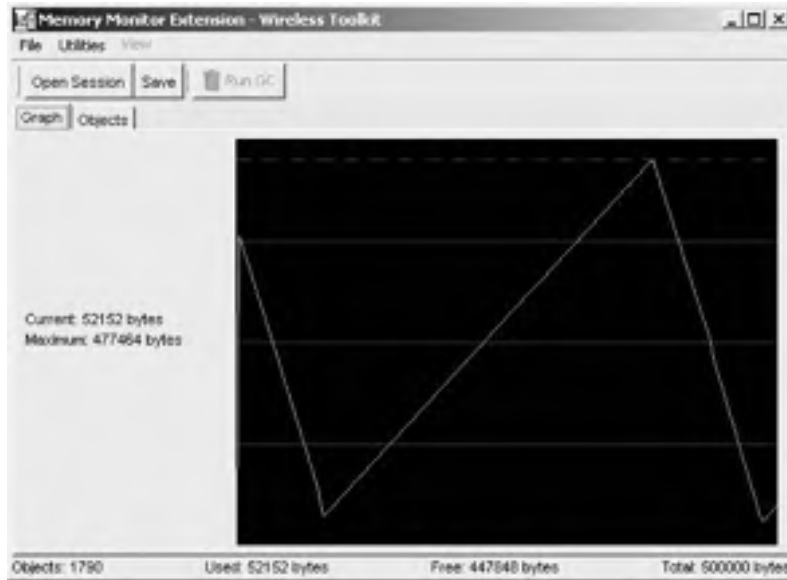 Memory Monitor Extension - Wireless Toolkit
File Utilities View
Open Session Save Run GC
Graph Objects
Current: 52152 bytes
Maximum: 477464 bytes
Objects: 1790 Used: 52152 bytes Free: 447848 bytes Total: 500000 bytes